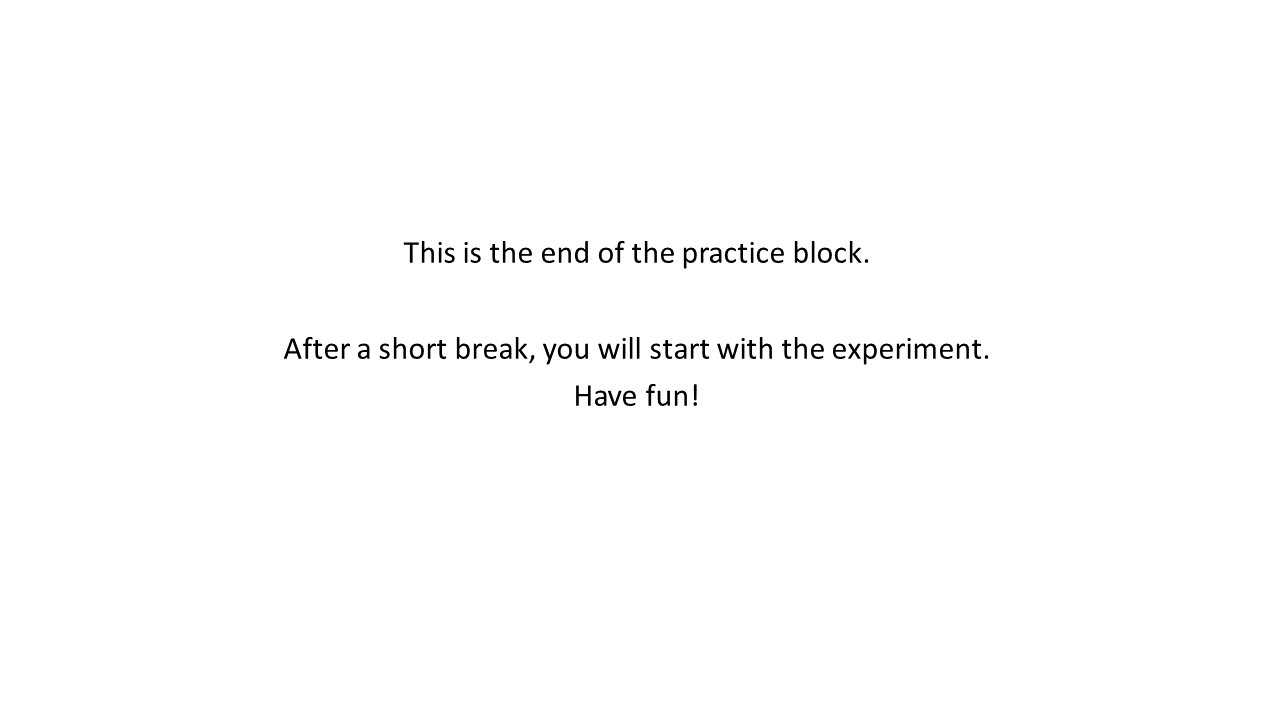 This is the end of the practice block.
After a short break, you will start with the experiment.
Have fun!